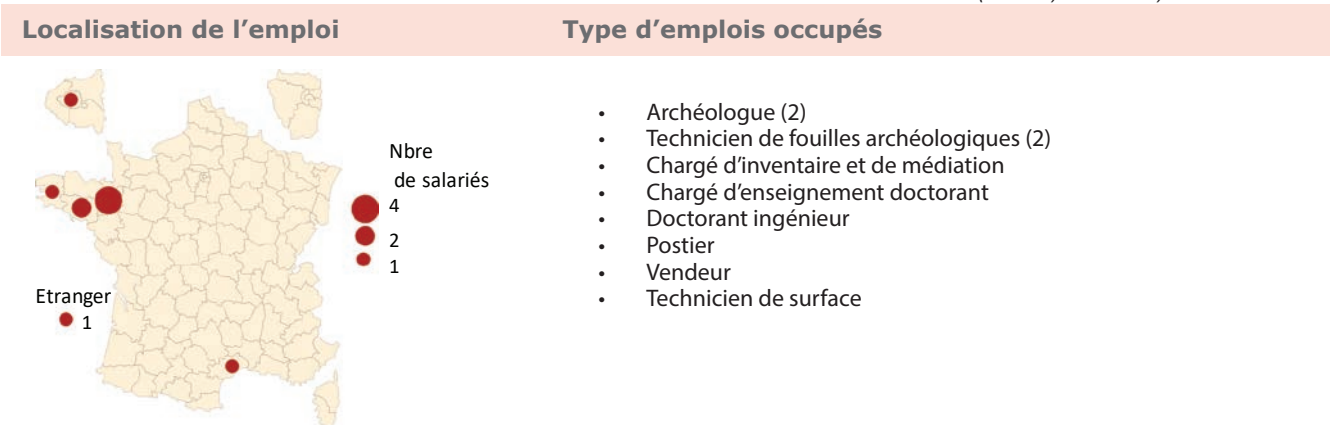 Localisation de l’emploi
Type d’emplois occupés
Nbre
de salariés
4
2
1
Etranger
1
• Archéologue (2)
• Technicien de fouilles archéologiques (2)
• Chargé d’inventaire et de médiation
• Chargé d’enseignement doctorant
• Doctorant ingénieur
• Postier
• Vendeur
• Technicien de surface